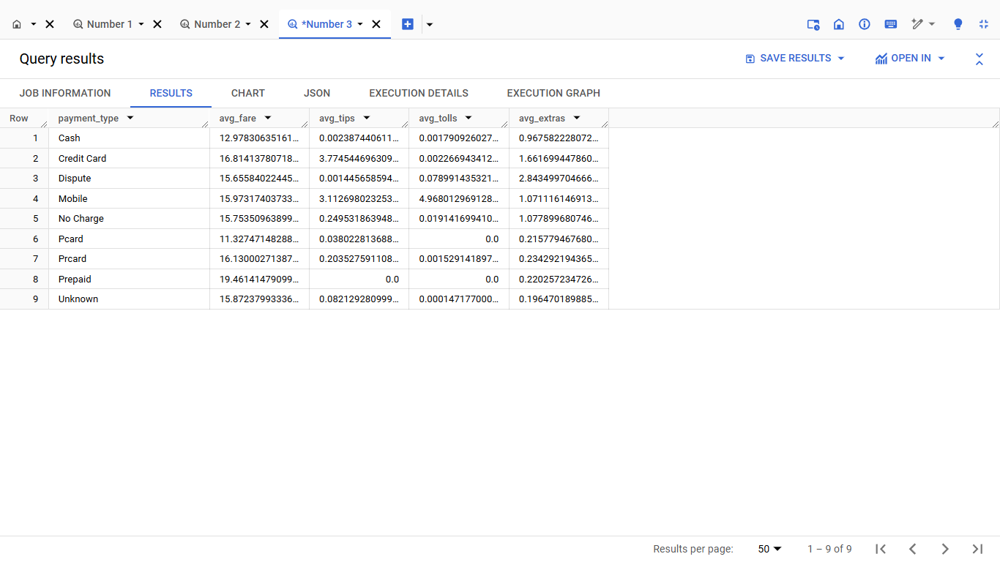 Number 1 Number 2 *Number 3
Query results SAVE RESULTS OPEN IN
JOB INFORMATION RESULTS CHART JSON EXECUTION DETAILS EXECUTION GRAPH
Row payment_type avg_fare avg_tips avg_tolls avg_extras
1 Cash 12.97830635161… 0.002387440611… 0.001790926027… 0.967582228072…
2 Credit Card 16.81413780718… 3.774544696309… 0.002266943412… 1.661699447860…
3 Dispute 15.65584022445… 0.001445658594… 0.078991435321… 2.843499704666…
4 Mobile 15.97317403733… 3.112698023253… 4.968012969128… 1.071116146913…
5 No Charge 15.75350963899… 0.249531863948… 0.019141699410… 1.077899680746…
6 Pcard 11.32747148288… 0.038022813688… 0.0 0.215779467680…
7 Prcard 16.13000271387… 0.203527591108… 0.001529141897… 0.234292194365…
8 Prepaid 19.46141479099… 0.0 0.0 0.220257234726…
9 Unknown 15.87237993336… 0.082129280999… 0.000147177000… 0.196470189885…
Results per page: 50 1 – 9 of 9